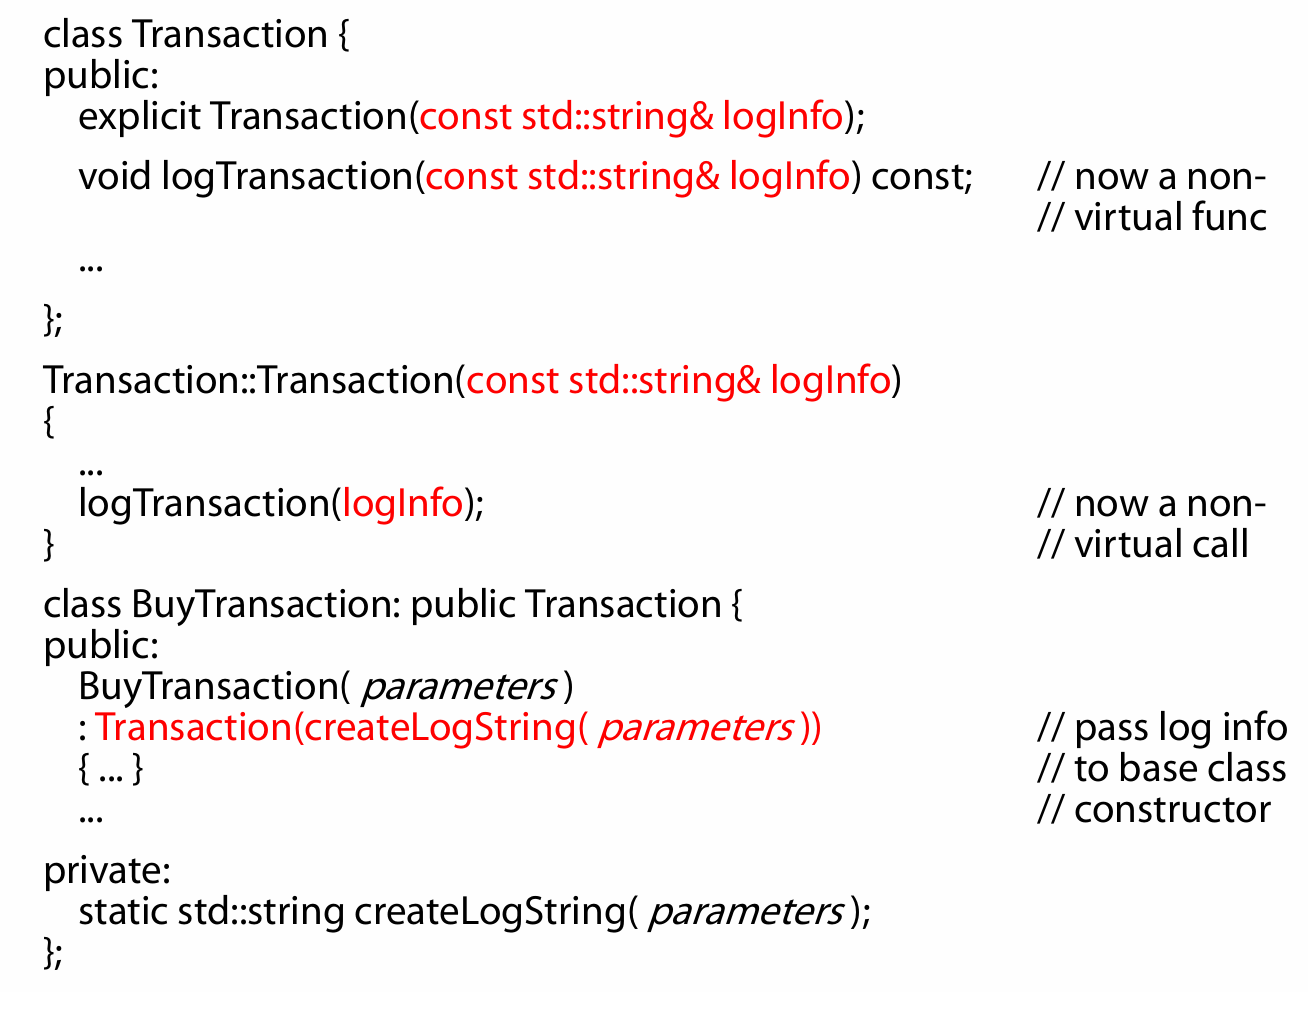 class Transaction {
public:
explicit Transaction(const std::string& logInfo);
void logTransaction(const std::string& logInfo) const; // now a non-
// virtual func
...
};
Transaction::Transaction(const std::string& logInfo)
{
...
logTransaction(logInfo); // now a non-
} // virtual call
class BuyTransaction: public Transaction {
public:
BuyTransaction( parameters )
: Transaction(createLogString( parameters )) // pass log info
{ ... } // to base class
... // constructor
private:
static std::string createLogString( parameters );
};